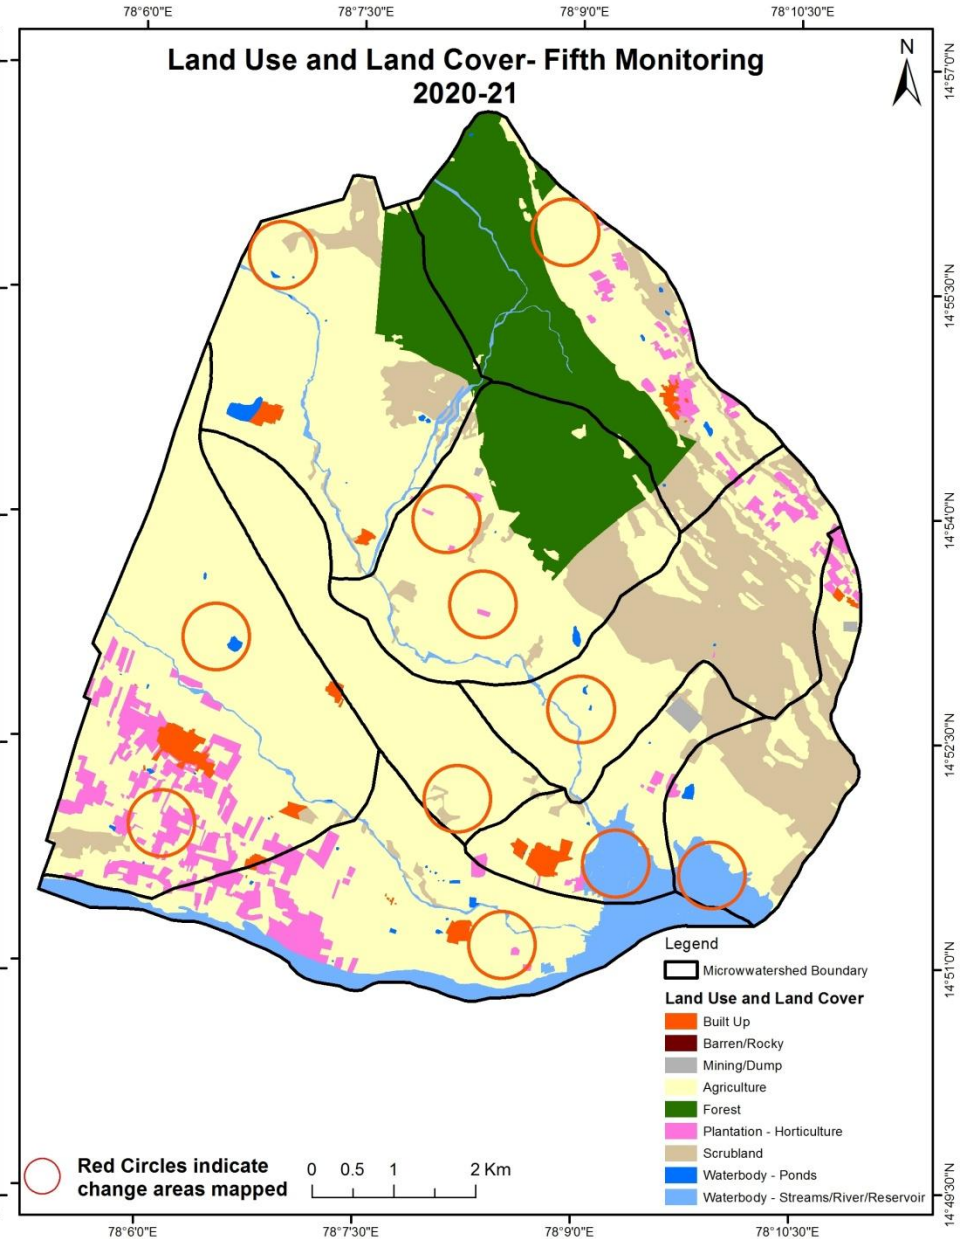 78°6'0"E 78°7'30"E 78°9'0"E 78°10'30"E
Land Use and Land Cover- Fifth Monitoring
2020-21
N
14°57'0"N
14°55'30"N
14°54'0"N
14°52'30"N
14°51'0"N
14°49'30"N
Legend
Microwwatershed Boundary
Land Use and Land Cover
Built Up
Barren/Rocky
Mining/Dump
Agriculture
Forest
Plantation - Horticulture
Scrubland
Waterbody - Ponds
Waterbody - Streams/River/Reservoir
Red Circles indicate
change areas mapped
0 0.5 1 2 Km
78°6'0"E 78°7'30"E 78°9'0"E 78°10'30"E